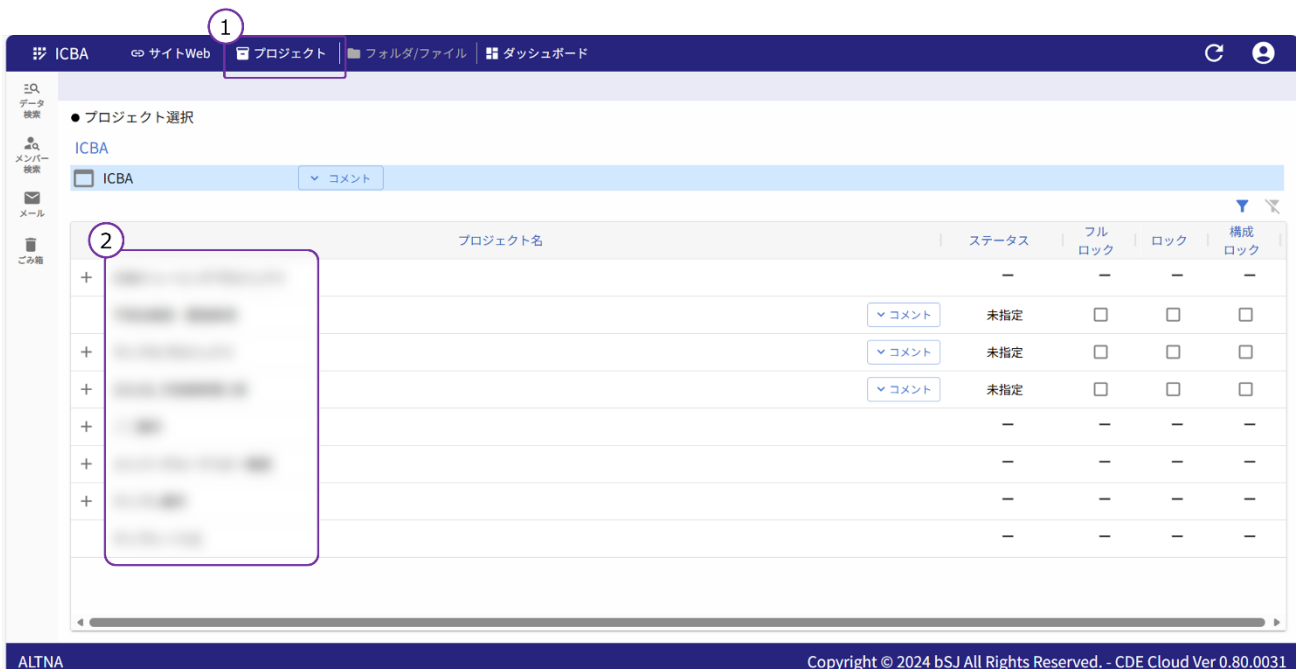 1
ICBA サイトWeb プロジェクト フォルダ/ファイル ダッシュボード
データ
検索
メンバー
検索
メール
ごみ箱
● プロジェクト選択
ICBA
ICBA コメント
2
プロジェクト名 ステータス フル
ロック ロック 構成
ロック
+ — — — —
コメント 未指定
+ コメント 未指定
+ コメント 未指定
+ — — — —
+ — — — —
+ — — — —
— — — —
ALTNA Copyright © 2024 bSJ All Rights Reserved. - CDE Cloud Ver 0.80.0031